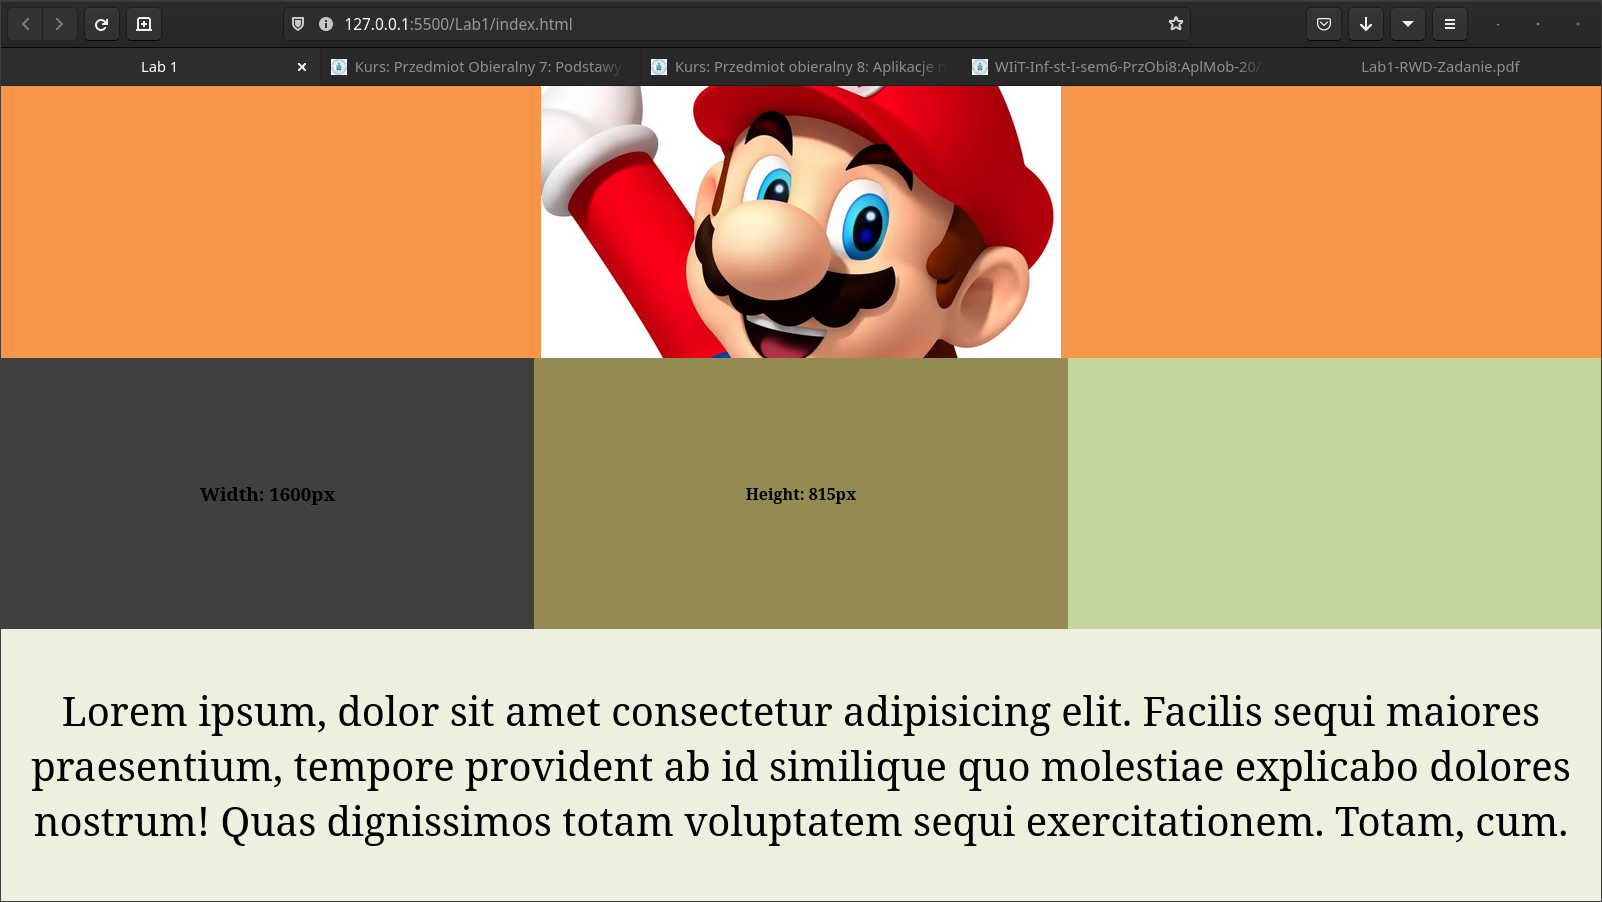 127.0.0.1:5500/Lab1/index.html
Lab 1
Kurs: Przedmiot Obieralny 7: Podstawy
Kurs: Przedmiot obieralny 8: Aplikacje
WIiT-Inf-st-I-sem6-PrzObi8:AplMob-20/
Lab1-RWD-Zadanie.pdf
Width: 1600px
Height: 815px
Lorem ipsum, dolor sit amet consectetur adipisicing elit. Facilis sequi maiores
praesentium, tempore provident ab id similique quo molestiae explicabo dolores
nostrum! Quas dignissimos totam voluptatem sequi exercitationem. Totam, cum.